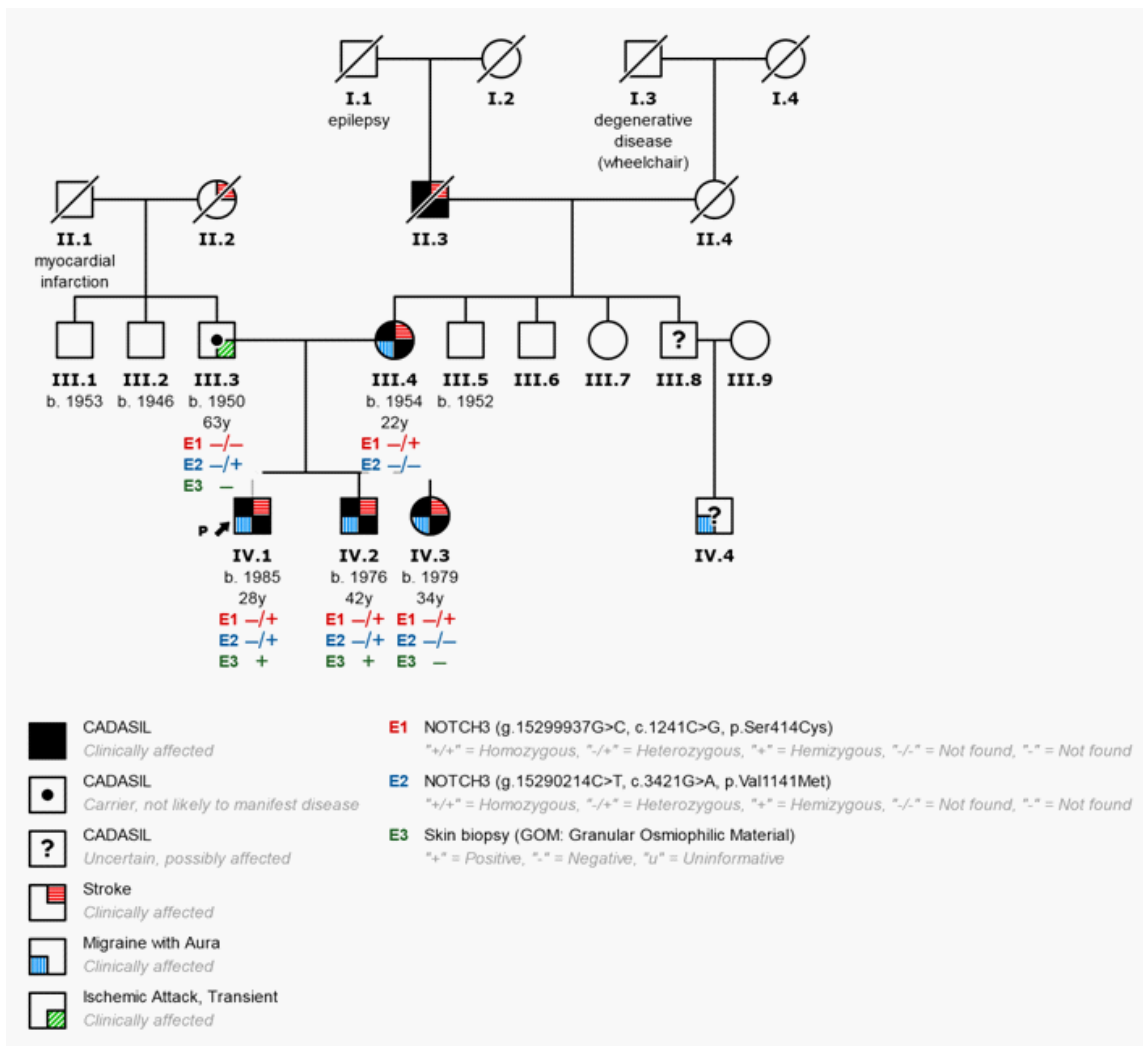 I.1
I.2
I.3
I.4
epilepsy
degenerative
disease
(wheelchair)
II.1
II.2
II.3
II.4
myocardial
infarction
?
III.1
III.2
III.3
III.4
III.5
III.6
III.7
III.8
III.9
b. 1953
b. 1946
b. 1950
b. 1954
b. 1952
63y
22y
E1 –/–
E1 –/+
E2 –/+
E2 –/–
E3 –
?
P
IV.1
IV.2
IV.3
IV.4
b. 1985
b. 1976
b. 1979
28y
42y
34y
E1 –/+
E1 –/+
E1 –/+
E2 –/+
E2 –/+
E2 –/–
E3 +
E3 +
E3 –
CADASIL
Clinically affected
CADASIL
Carrier, not likely to manifest disease
?
CADASIL
Uncertain, possibly affected
Stroke
Clinically affected
Migraine with Aura
Clinically affected
Ischemic Attack, Transient
Clinically affected
E1 NOTCH3 (g.15299937G>C, c.1241C>G, p.Ser414Cys)
"+/+" = Homozygous, "-/+" = Heterozygous, "+" = Hemizygous, "-/-" = Not found, "-" = Not found
E2 NOTCH3 (g.15290214C>T, c.3421G>A, p.Val1141Met)
"+/+" = Homozygous, "-/+" = Heterozygous, "+" = Hemizygous, "-/-" = Not found, "-" = Not found
E3 Skin biopsy (GOM: Granular Osmiophilic Material)
"+" = Positive, "-" = Negative, "u" = Uninformative